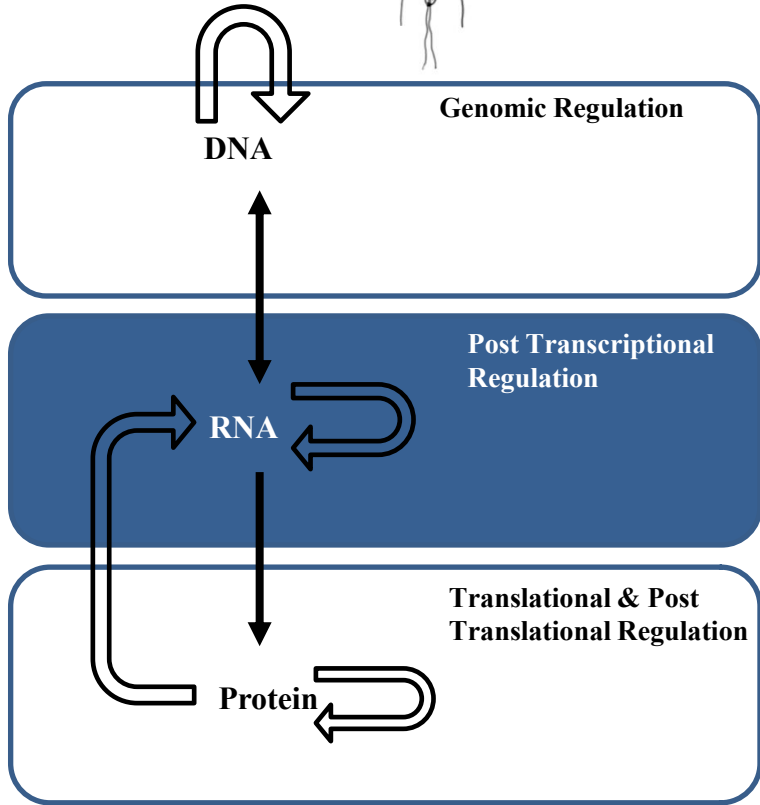 Genomic Regulation
DNA
Post Transcriptional
Regulation
RNA
Translational & Post
Translational Regulation
Protein